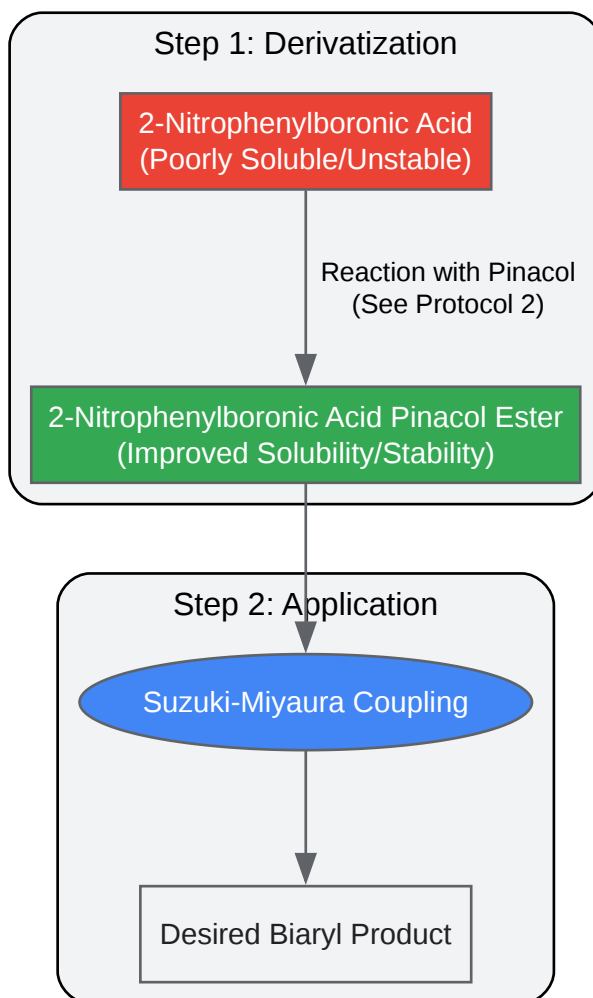 Step 1: Derivatization
2-Nitrophenylboronic Acid
(Poorly Soluble/Unstable)
Reaction with Pinacol
(See Protocol 2)
2-Nitrophenylboronic Acid Pinacol Ester
(Improved Solubility/Stability)
Step 2: Application
Suzuki-Miyaura Coupling
Desired Biaryl Product